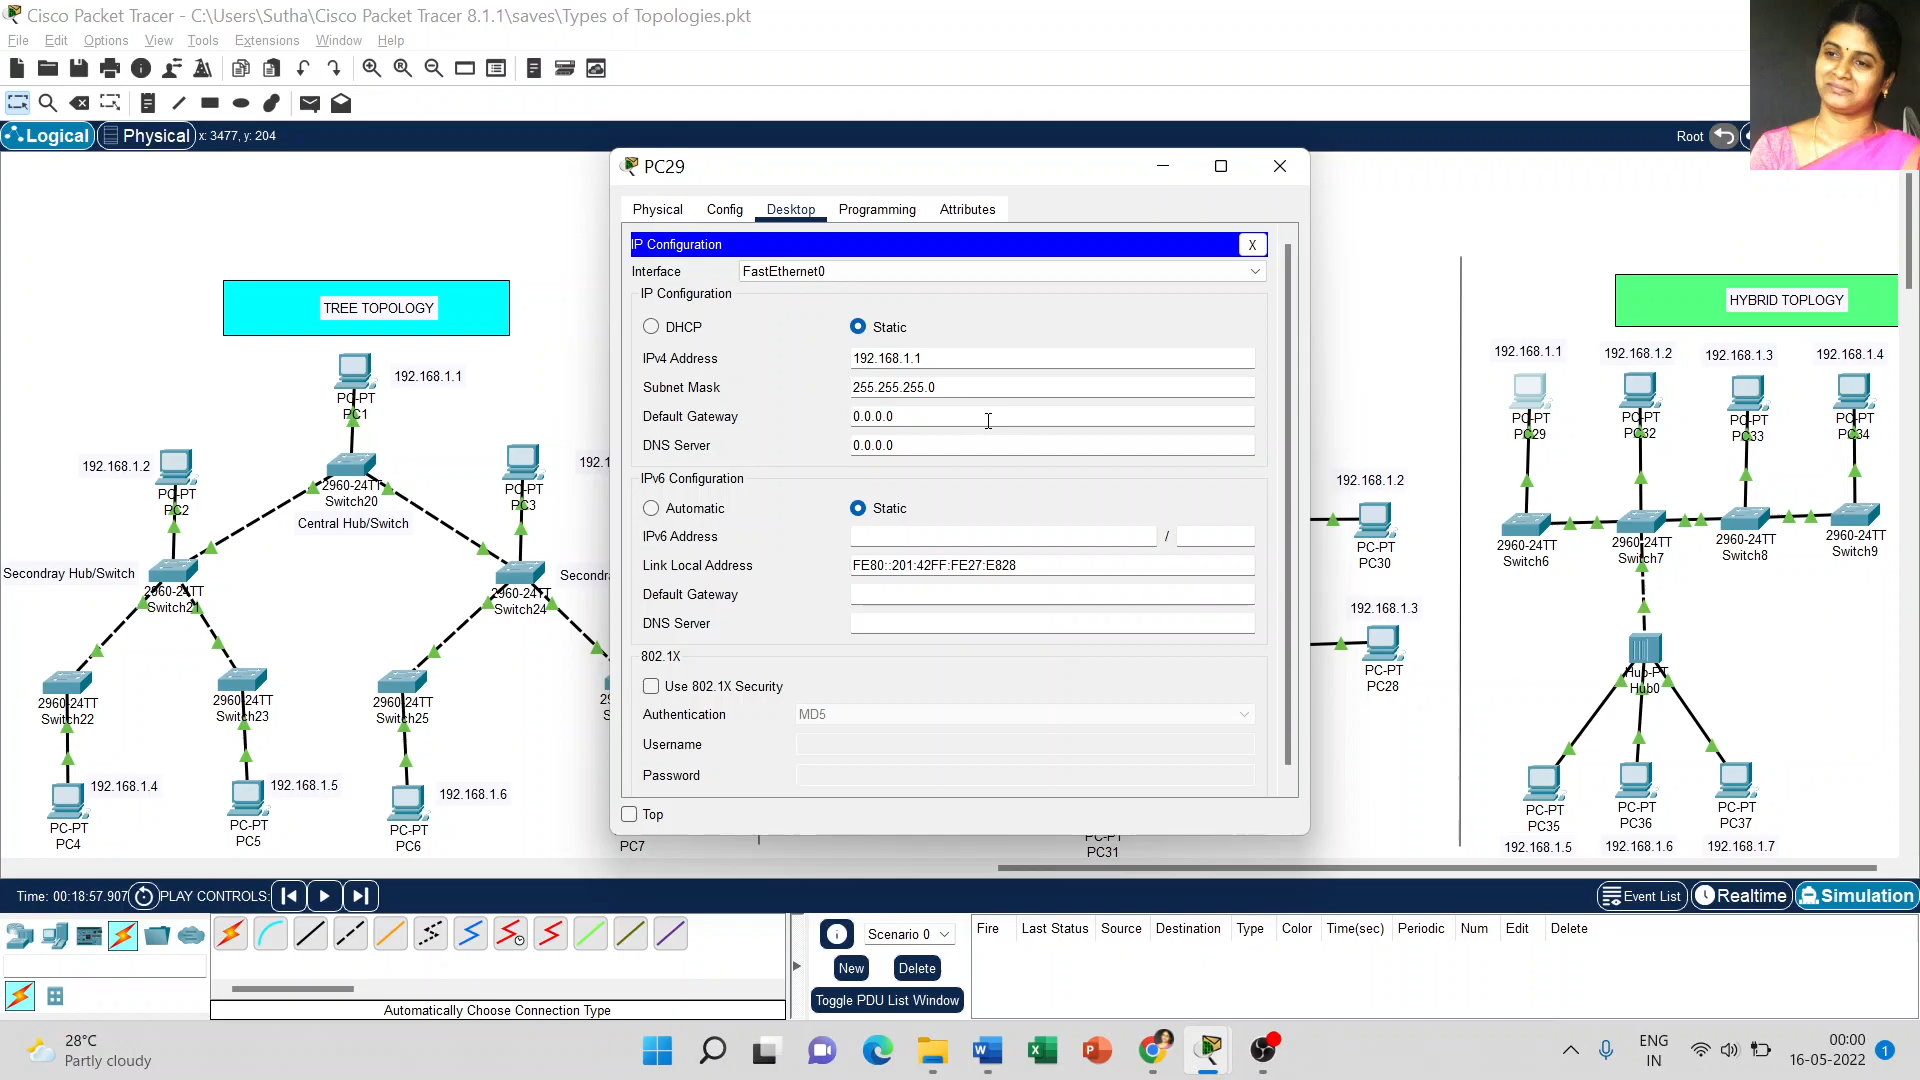 Cisco Packet Tracer - C:\Users\Sutha\Cisco Packet Tracer 8.1.1\saves\Types of Topologies.pkt
File Edit Options View Tools Extensions Window Help
Logical Physical x: 3477, y: 204 Root
PC29
Physical Config Desktop Programming Attributes
IP Configuration X
Interface FastEthernet0
IP Configuration
DHCP Static
IPv4 Address 192.168.1.1
Subnet Mask 255.255.255.0
Default Gateway 0.0.0.0
DNS Server 0.0.0.0
IPv6 Configuration
Automatic Static
IPv6 Address /
Link Local Address FE80::201:42FF:FE27:E828
Default Gateway
DNS Server
802.1X
Use 802.1X Security
Authentication MD5
Username
Password
Top
TREE TOPOLOGY
192.168.1.1
PC-PT
PC1
192.168.1.2
PC-PT
PC2
2960-24TT
Switch20
Central Hub/Switch
PC-PT
PC3
192.1
Secondray Hub/Switch
2960-24TT
Switch21
2960-24TT
Switch24
Secondra
2960-24TT
Switch22
2960-24TT
Switch23
2960-24TT
Switch25
29
S
192.168.1.4
PC-PT
PC4
192.168.1.5
PC-PT
PC5
192.168.1.6
PC-PT
PC6
PC7
192.168.1.2
PC-PT
PC30
192.168.1.3
PC-PT
PC28
PC-PT
PC31
HYBRID TOPLOGY
192.168.1.1 192.168.1.2 192.168.1.3 192.168.1.4
PC-PT
PC29
PC-PT
PC32
PC-PT
PC33
PC-PT
PC34
2960-24TT
Switch6
2960-24TT
Switch7
2960-24TT
Switch8
2960-24TT
Switch9
Hub-PT
Hub0
PC-PT
PC35
PC-PT
PC36
PC-PT
PC37
192.168.1.5 192.168.1.6 192.168.1.7
Time: 00:18:57.907 PLAY CONTROLS: Event List Realtime Simulation
Scenario 0
New Delete
Toggle PDU List Window
Fire Last Status Source Destination Type Color Time(sec) Periodic Num Edit Delete
Automatically Choose Connection Type
28°C
Partly cloudy
ENG
IN
00:00
16-05-2022
1